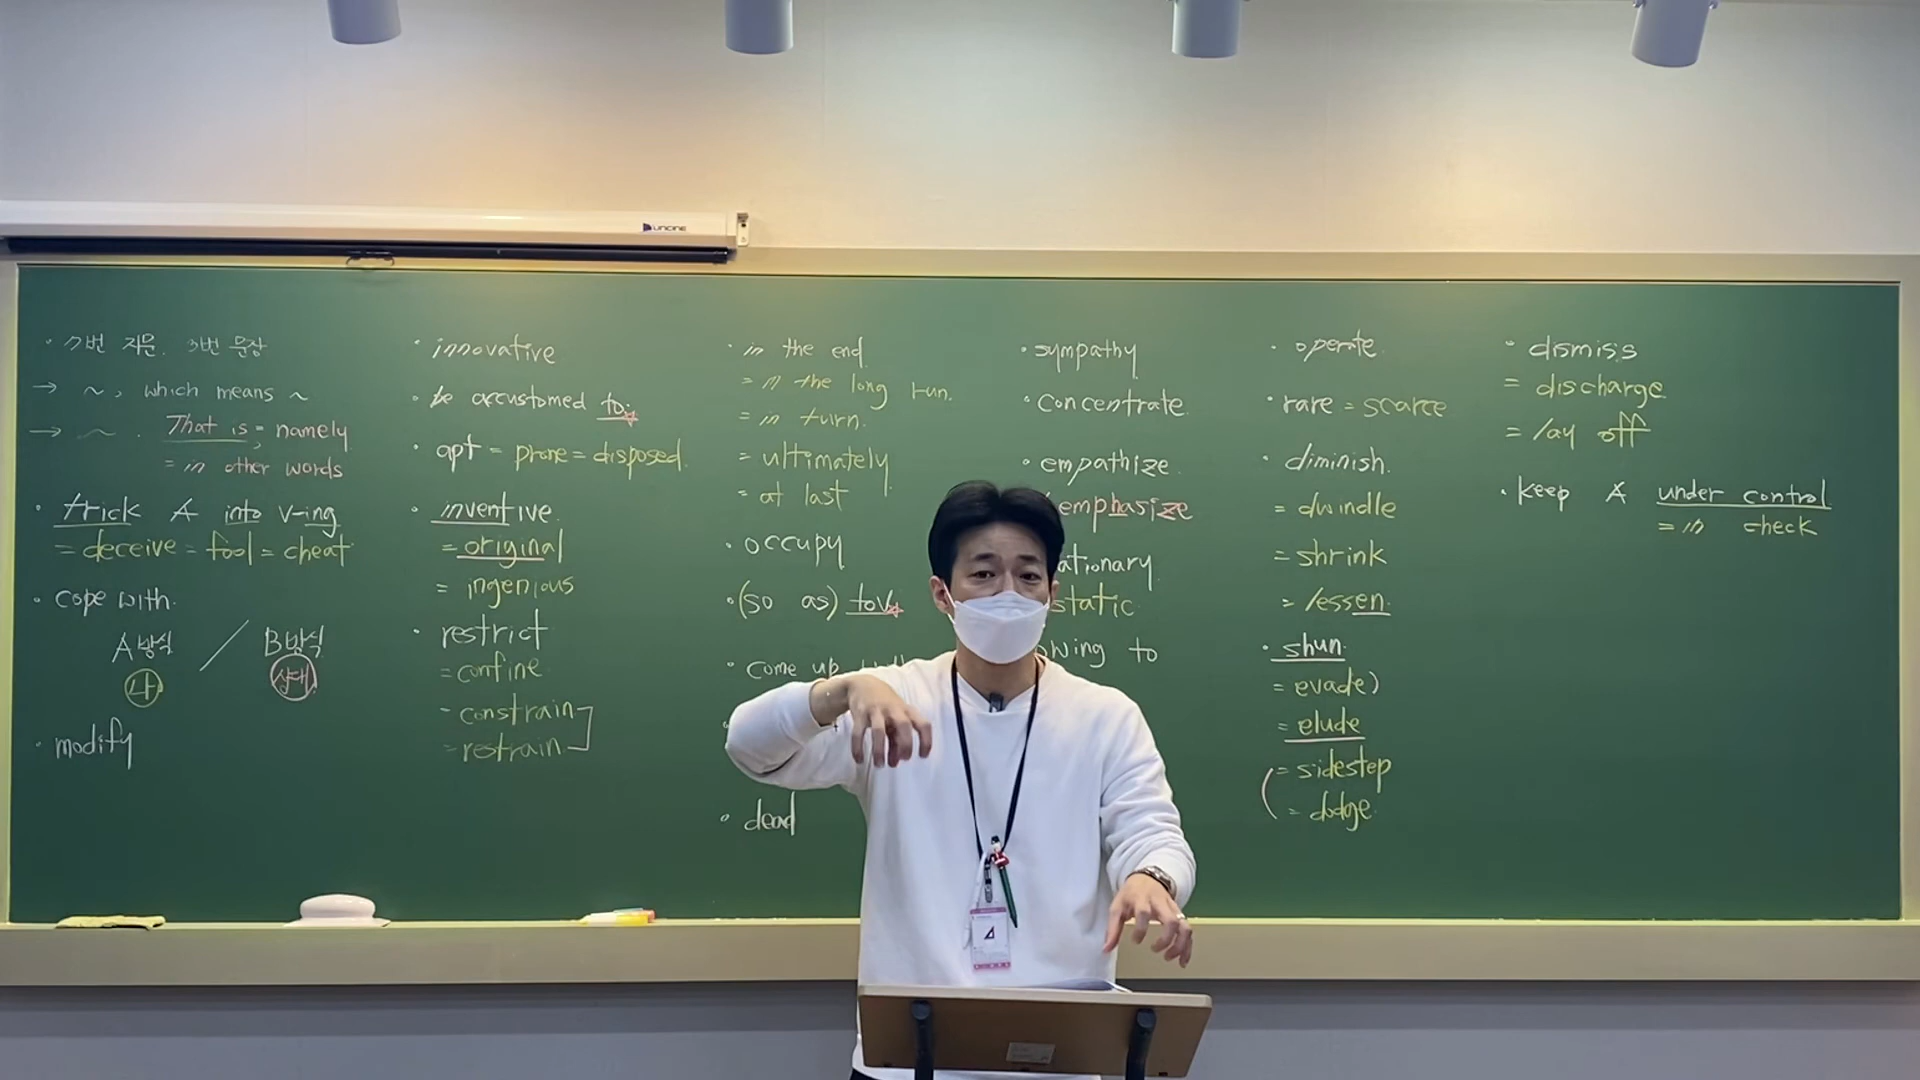 UNCINE
· 7번 지문. 3번 문장
→ ~, which means ~
→ ~. That is, = namely
= in other words
· trick A into v-ing
= deceive = fool = cheat
· cope with.
A방식 / B방식
나 상대
· modify
· innovative
· be accustomed to
· apt = prone = disposed
· inventive
= original
= ingenious
· restrict
= confine
- constrain
= restrain
· in the end
= in the long run.
= in turn.
= ultimately
= at last
· occupy
· (so as) to v
· come up
· dead
· sympathy
· concentrate
· empathize
emphasize
ationary
static
owing to
· operate
· rare = scarce
· diminish.
= dwindle
= shrink
= lessen
· shun
= evade)
= elude
(= sidestep
= dodge
· dismiss
= discharge
= lay off
· keep A under control
= in check